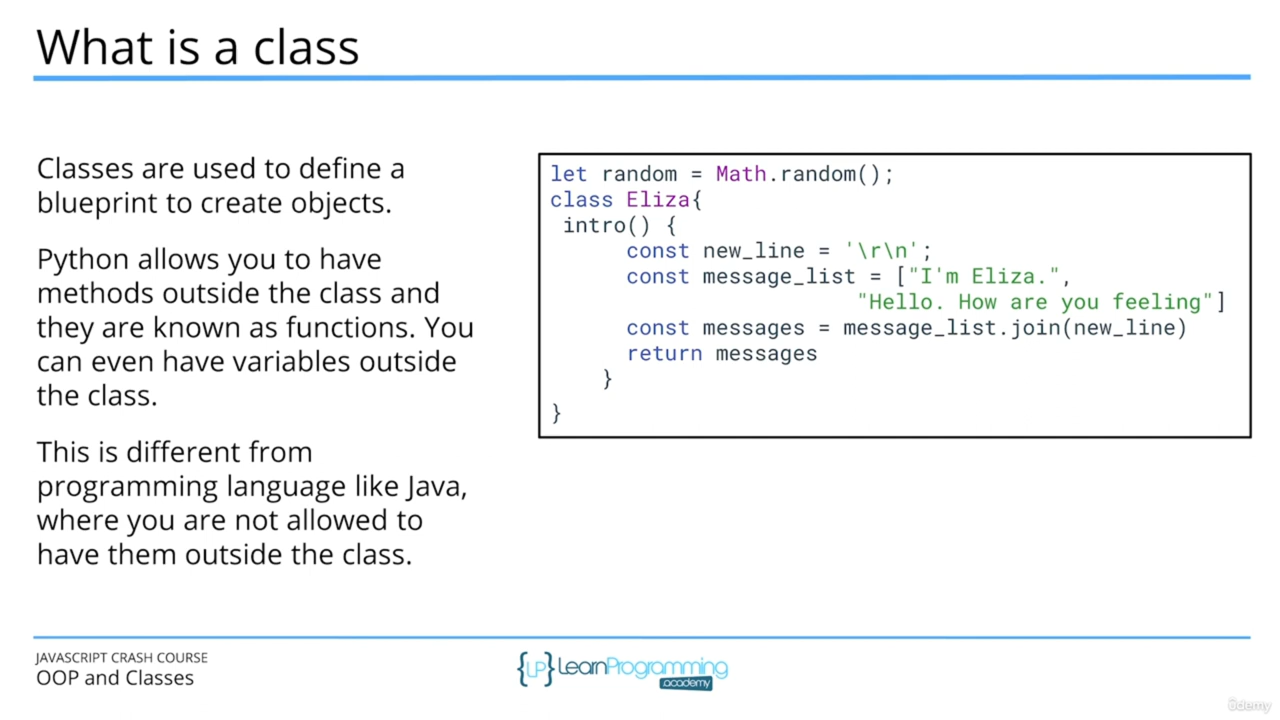 What is a class
Classes are used to define a
blueprint to create objects.
Python allows you to have
methods outside the class and
they are known as functions. You
can even have variables outside
the class.
This is different from
programming language like Java,
where you are not allowed to
have them outside the class.
let random = Math.random();
class Eliza{
intro() {
const new_line = '\r\n';
const message_list = ["I'm Eliza.",
"Hello. How are you feeling"]
const messages = message_list.join(new_line)
return messages
}
}
JAVASCRIPT CRASH COURSE
OOP and Classes
{LP}LearnProgramming
.academy
ûdemy